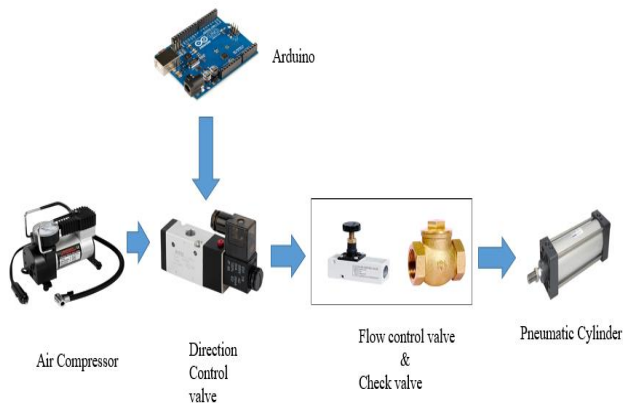 Arduino
Air Compressor
Direction
Control
valve
Flow control valve
&
Check valve
Pneumatic Cylinder